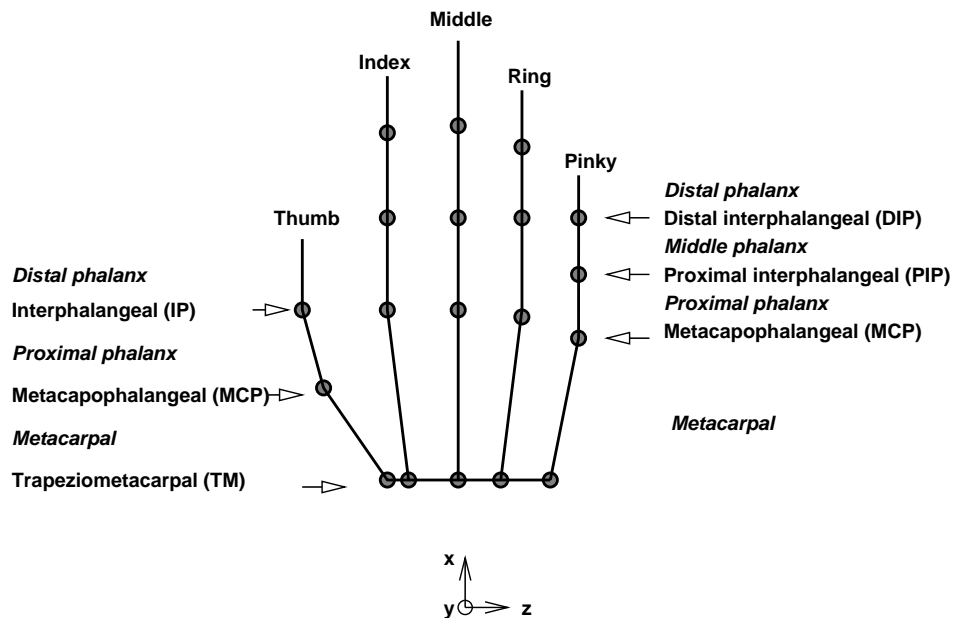 Middle
Index
Ring
Pinky
Thumb
Distal phalanx
Distal interphalangeal (DIP)
Middle phalanx
Proximal interphalangeal (PIP)
Proximal phalanx
Metacapophalangeal (MCP)
Metacarpal
Distal phalanx
Interphalangeal (IP)
Proximal phalanx
Metacapophalangeal (MCP)
Metacarpal
Trapeziometacarpal (TM)
x
y
z